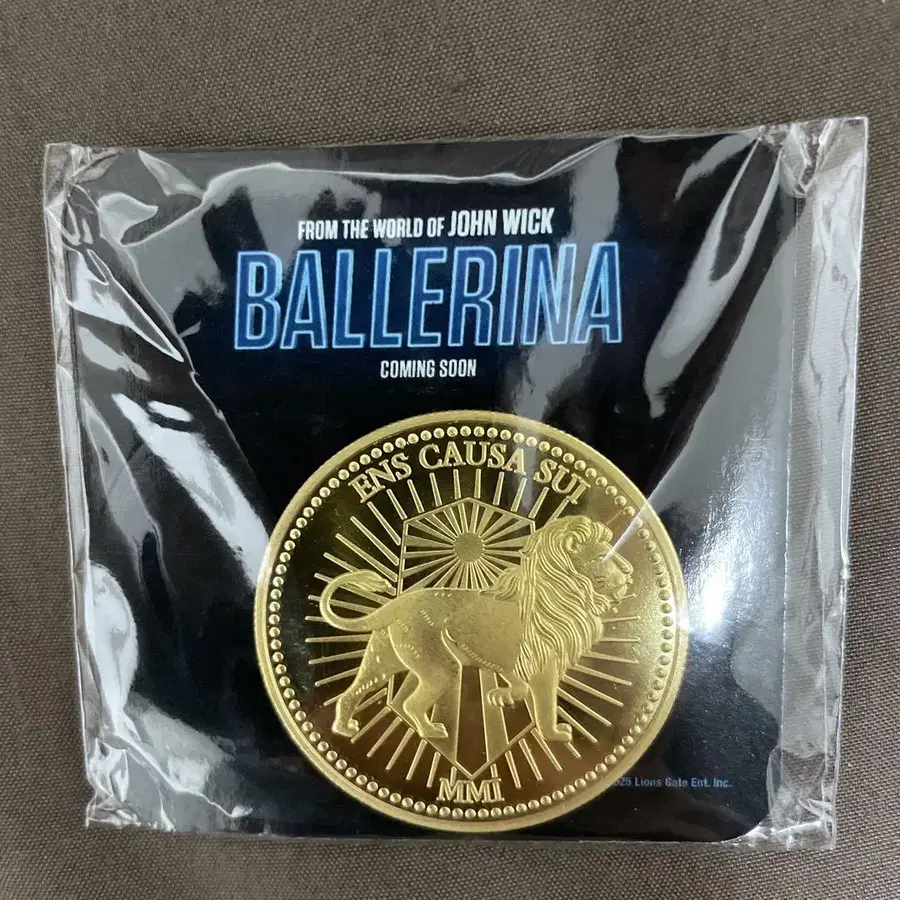 FROM THE WORLD OF JOHN WICK
BALLERINA
COMING SOON
ENS CAUSA SUI
MMI
Lions Gate Ent. Inc.